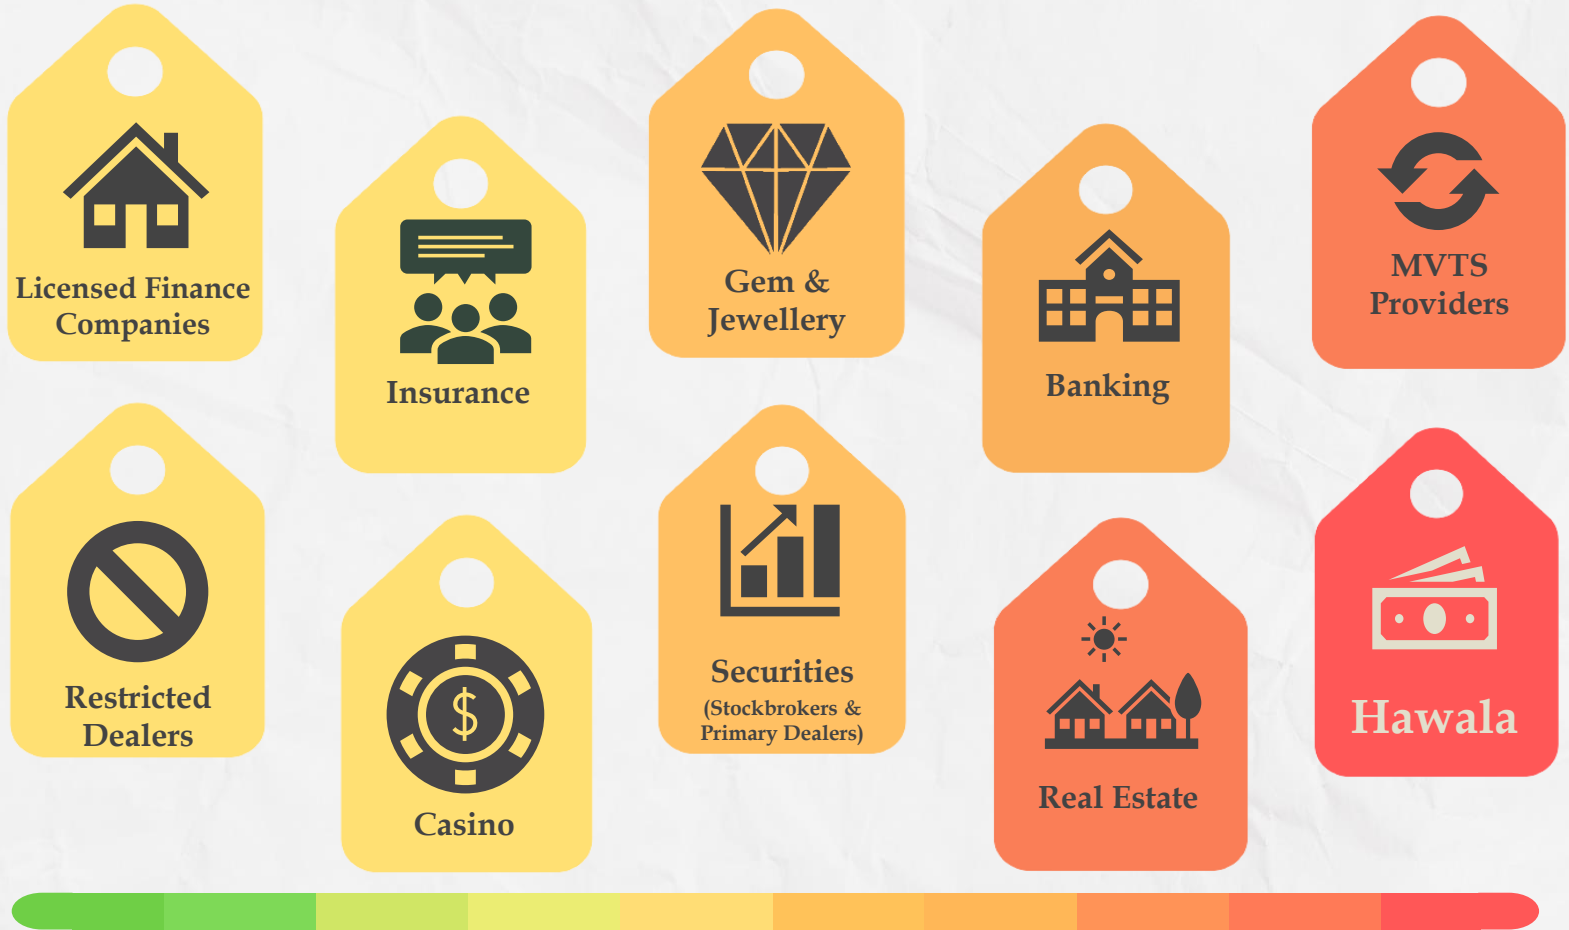 Licensed Finance
Companies
Insurance
Gem &
Jewellery
Banking
MVTS
Providers
Restricted
Dealers
$
Casino
Securities
(Stockbrokers &
Primary Dealers)
Real Estate
Hawala